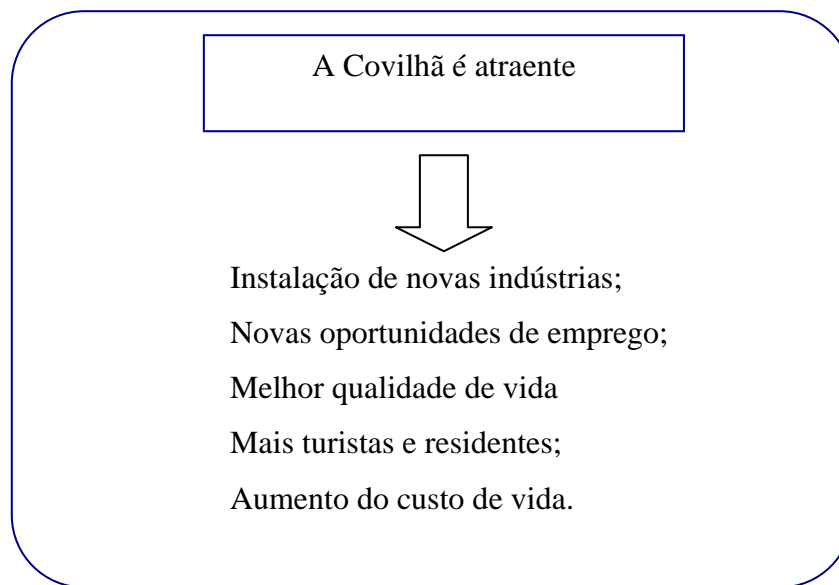 A Covilhã é atraente
Instalação de novas indústrias;
Novas oportunidades de emprego;
Melhor qualidade de vida
Mais turistas e residentes;
Aumento do custo de vida.